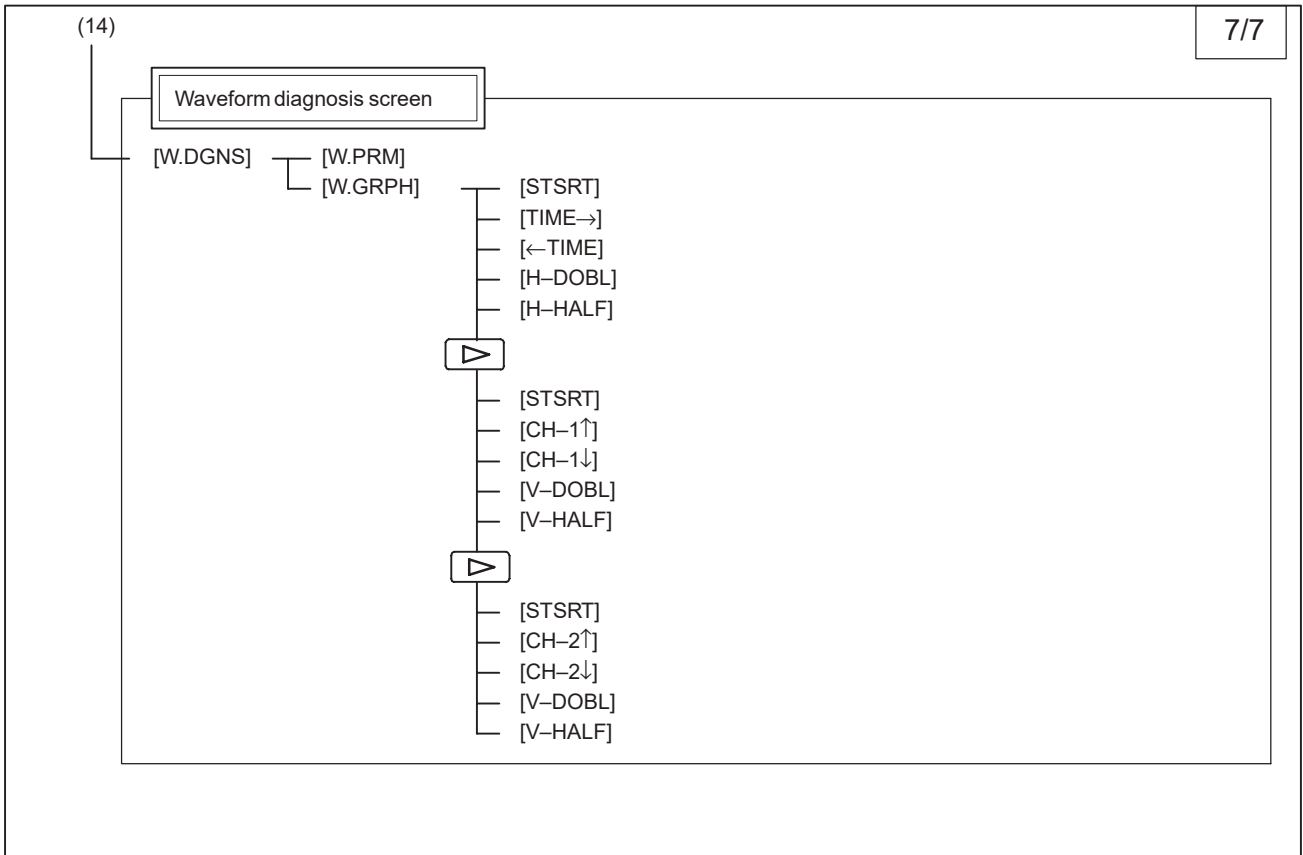 (14)
7/7
Waveform diagnosis screen
[W.DGNS]
[W.PRM]
[W.GRPH]
[STSRT]
[TIME→]
[←TIME]
[H–DOBL]
[H–HALF]
[STSRT]
[CH–1↑]
[CH–1↓]
[V–DOBL]
[V–HALF]
[STSRT]
[CH–2↑]
[CH–2↓]
[V–DOBL]
[V–HALF]